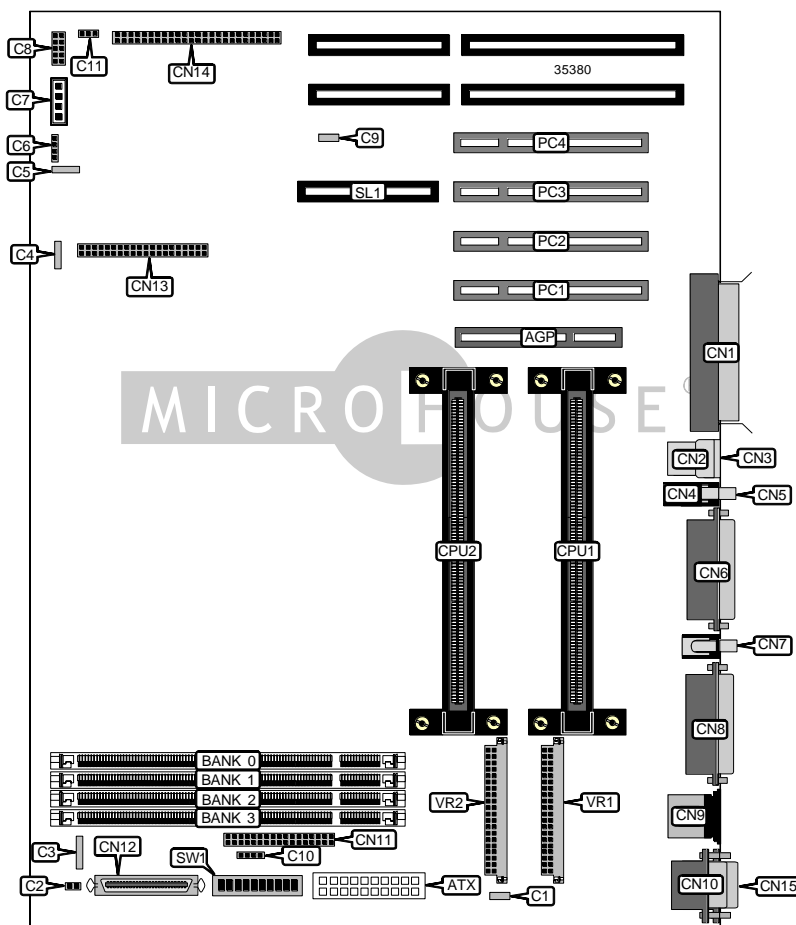 C8
C11
CN14
35380
C7
C9
C6
PC4
C5
SL1
PC3
C4
CN13
PC2
PC1
CN1
AGP
MICROHOUSE
CN2
CN3
CN4
CN5
CPU2
CPU1
CN6
CN7
CN8
BANK 0
BANK 1
BANK 2
BANK 3
VR2
VR1
CN9
CN11
C3
CN12
SW1
C10
C2
ATX
C1
CN10
CN15